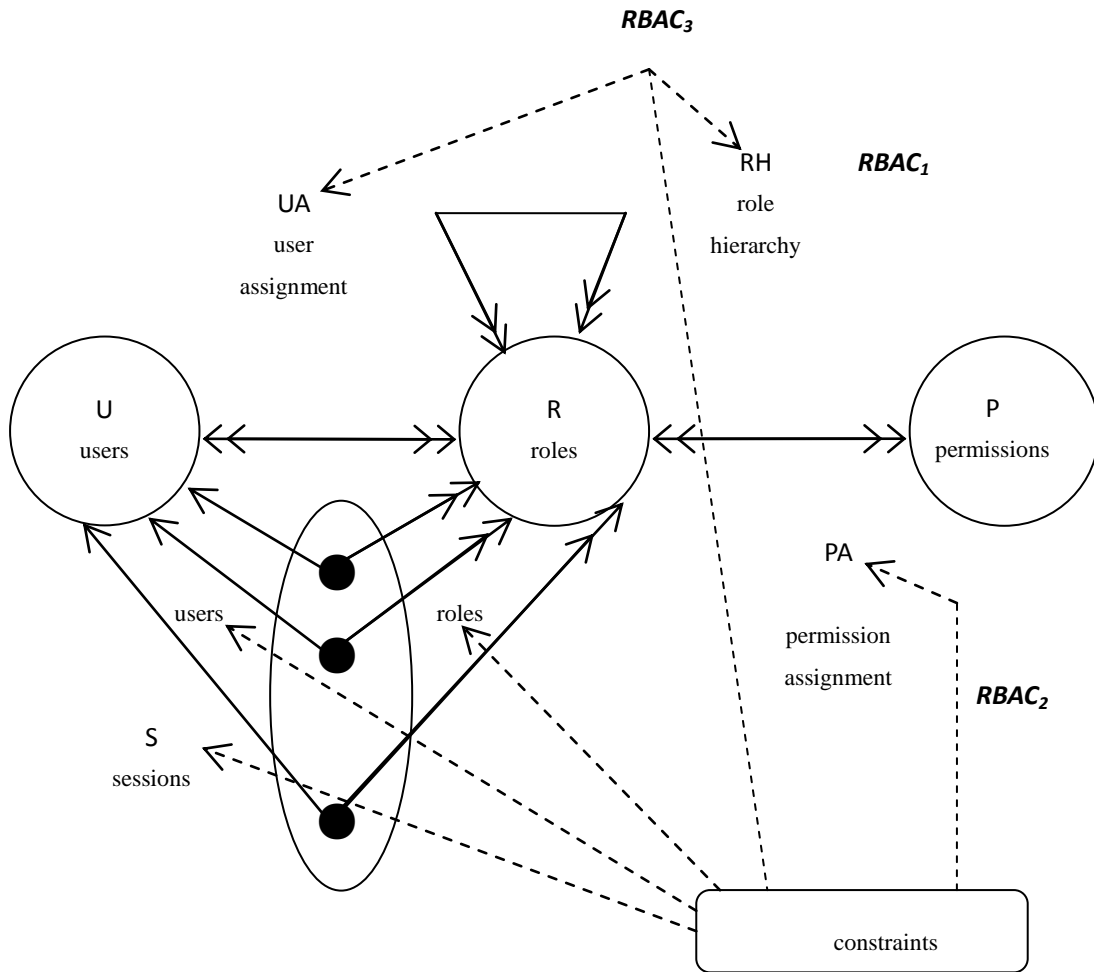 RBAC₃
RH
RBAC₁
role
hierarchy
UA
user
assignment
U
users
R
roles
P
permissions
PA
permission
assignment
users
roles
RBAC₂
S
sessions
constraints